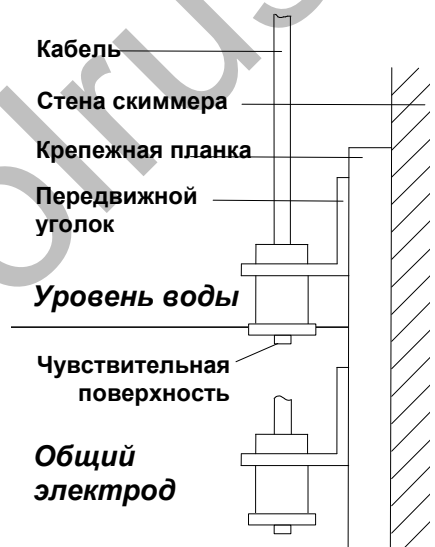 Кабель
Стена скиммера
Крепежная планка
Передвижной
уголок
Уровень воды
Чувствительная
поверхность
Общий
электрод